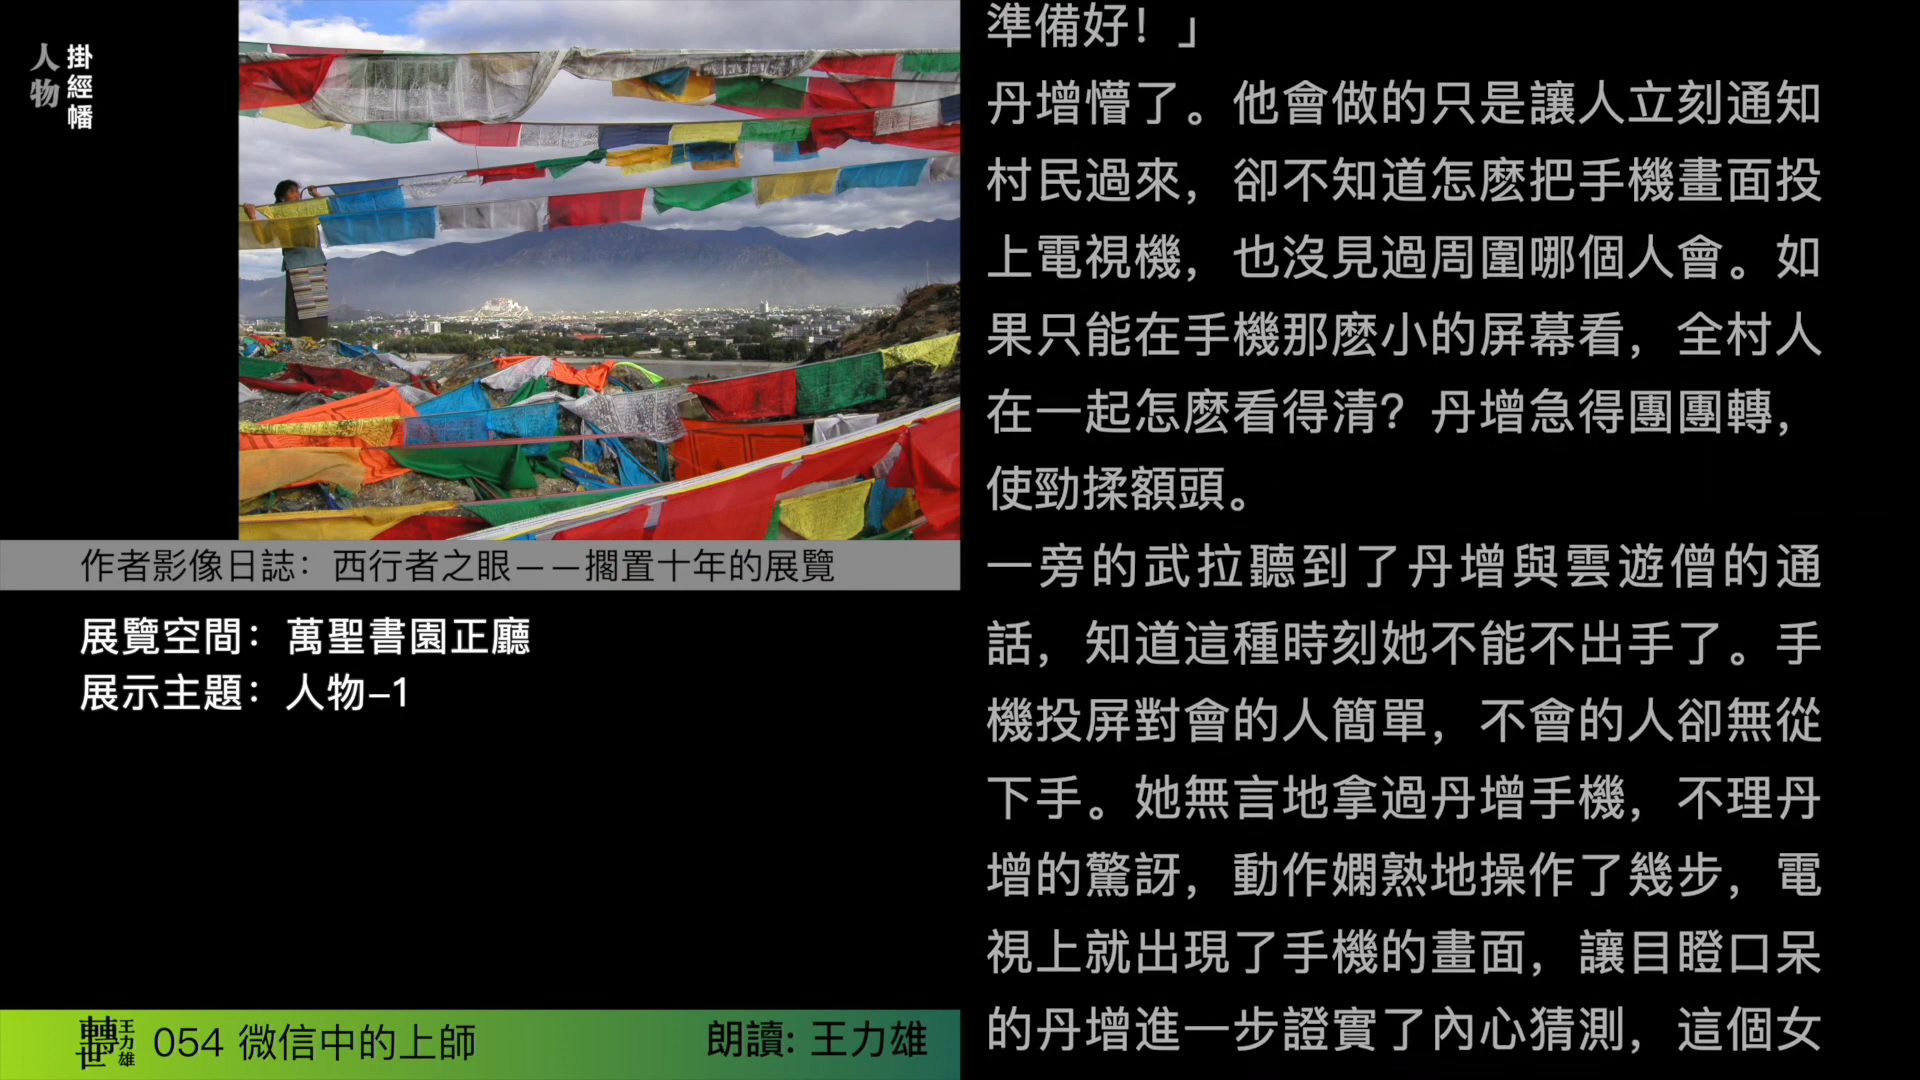 掛經幡
人物
作者影像日誌：西行者之眼——擱置十年的展覽
展覽空間：萬聖書園正廳
展示主題：人物–1
轉世
王力雄
054 微信中的上師
朗讀: 王力雄
準備好！」
丹增懵了。他會做的只是讓人立刻通知
村民過來，卻不知道怎麽把手機畫面投
上電視機，也沒見過周圍哪個人會。如
果只能在手機那麽小的屏幕看，全村人
在一起怎麽看得清？丹增急得團團轉，
使勁揉額頭。
一旁的武拉聽到了丹增與雲遊僧的通
話，知道這種時刻她不能不出手了。手
機投屏對會的人簡單，不會的人卻無從
下手。她無言地拿過丹增手機，不理丹
增的驚訝，動作嫻熟地操作了幾步，電
視上就出現了手機的畫面，讓目瞪口呆
的丹增進一步證實了內心猜測，這個女